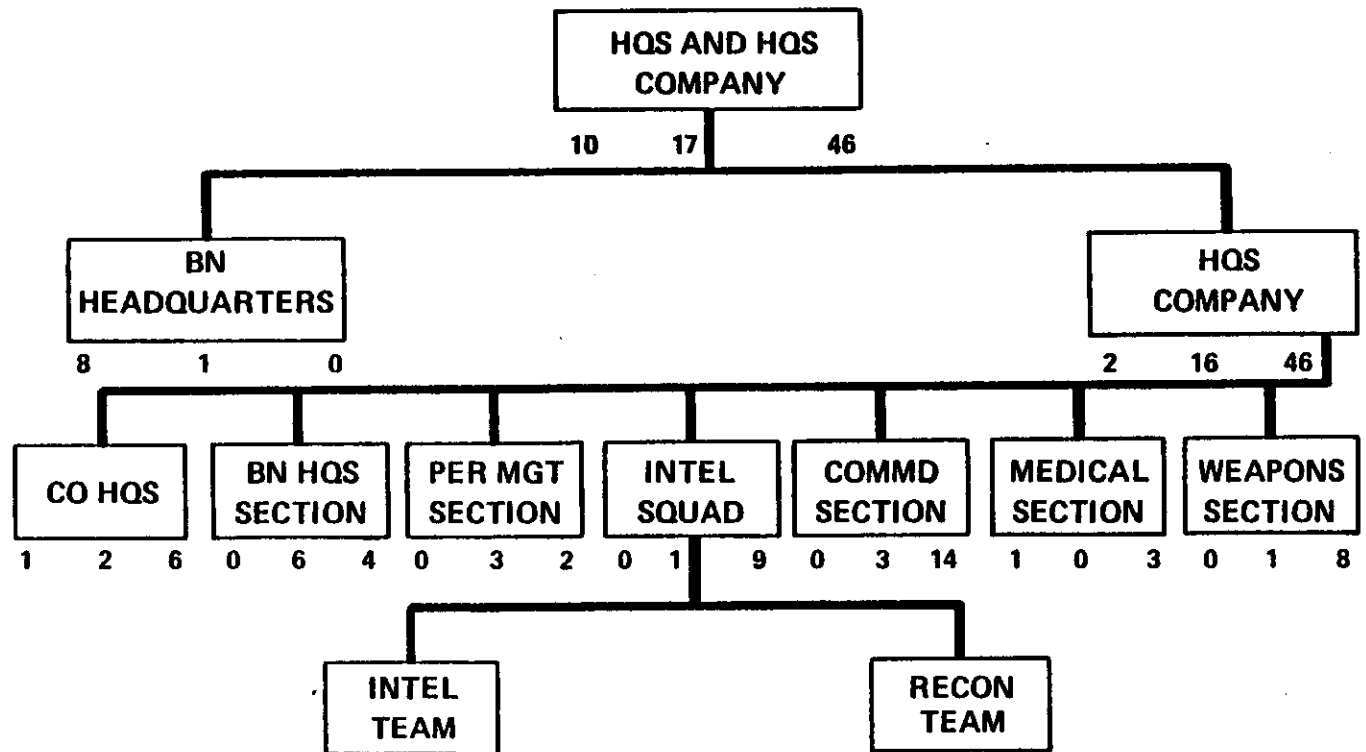 HQS AND HQS
COMPANY
10 17 46
BN
HEADQUARTERS
8 1 0
HQS
COMPANY
2 16 46
CO HQS
1 2 6
BN HQS
SECTION
0 6 4
PER MGT
SECTION
0 3 2
INTEL
SQUAD
0 1 9
COMMD
SECTION
0 3 14
MEDICAL
SECTION
1 0 3
WEAPONS
SECTION
0 1 8
INTEL
TEAM
RECON
TEAM